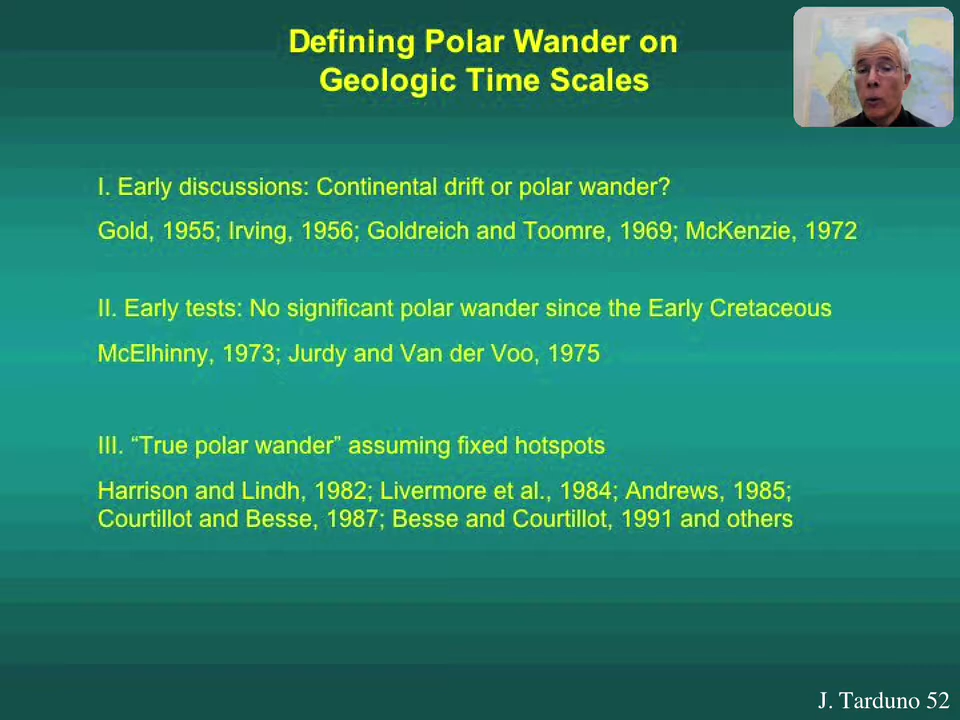 Defining Polar Wander on
Geologic Time Scales
I. Early discussions: Continental drift or polar wander?
Gold, 1955; Irving, 1956; Goldreich and Toomre, 1969; McKenzie, 1972
II. Early tests: No significant polar wander since the Early Cretaceous
McElhinny, 1973; Jurdy and Van der Voo, 1975
III. “True polar wander” assuming fixed hotspots
Harrison and Lindh, 1982; Livermore et al., 1984; Andrews, 1985;
Courtillot and Besse, 1987; Besse and Courtillot, 1991 and others
J. Tarduno 52